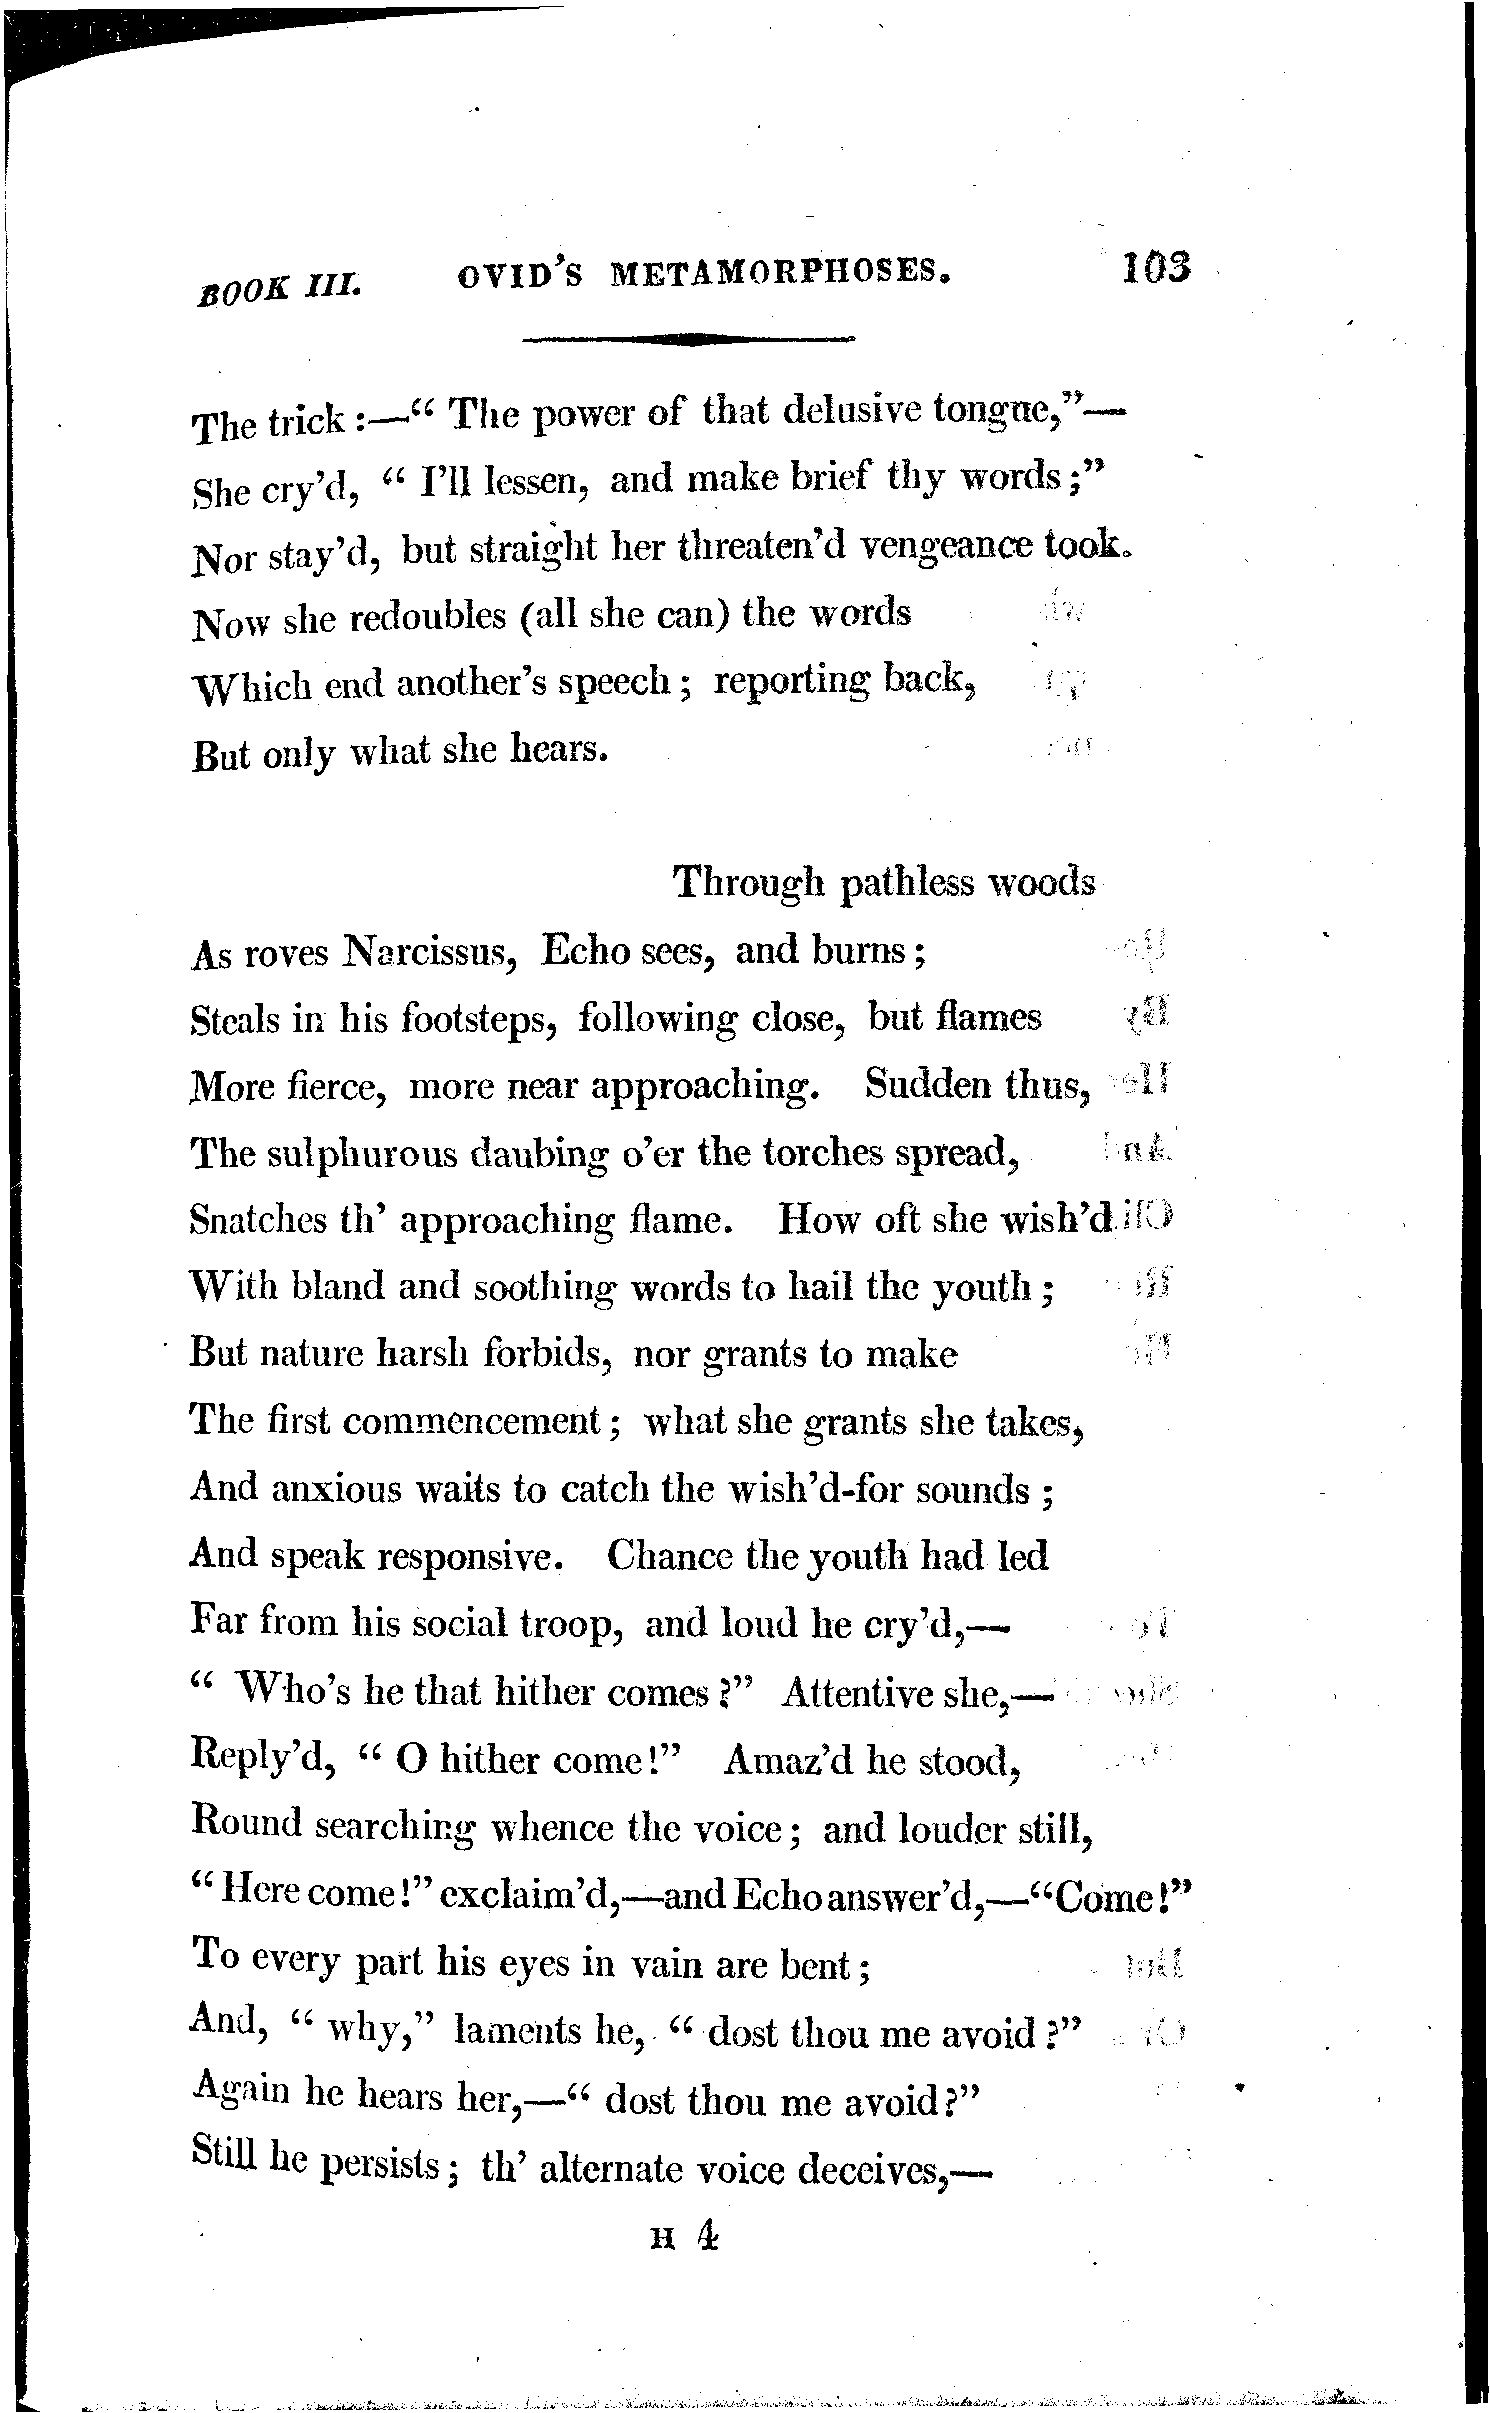 BOOK III. OVID'S METAMORPHOSES. 103
The trick :—“ The power of that delusive tongue,”—
She cry'd, “ I'll lessen, and make brief thy words ;”
Nor stay'd, but straight her threaten'd vengeance took.
Now she redoubles (all she can) the words
Which end another's speech ; reporting back,
But only what she hears.
Through pathless woods
As roves Narcissus, Echo sees, and burns ;
Steals in his footsteps, following close, but flames
More fierce, more near approaching. Sudden thus,
The sulphurous daubing o'er the torches spread,
Snatches th' approaching flame. How oft she wish'd
With bland and soothing words to hail the youth ;
But nature harsh forbids, nor grants to make
The first commencement ; what she grants she takes,
And anxious waits to catch the wish'd-for sounds ;
And speak responsive. Chance the youth had led
Far from his social troop, and loud he cry'd,—
“ Who's he that hither comes ?” Attentive she,—
Reply'd, “ O hither come !” Amaz'd he stood,
Round searching whence the voice ; and louder still,
“ Here come !” exclaim'd,—and Echo answer'd,—“Come !”
To every part his eyes in vain are bent ;
And, “ why,” laments he, “ dost thou me avoid ?”
Again he hears her,—“ dost thou me avoid ?”
Still he persists ; th' alternate voice deceives,—
H 4